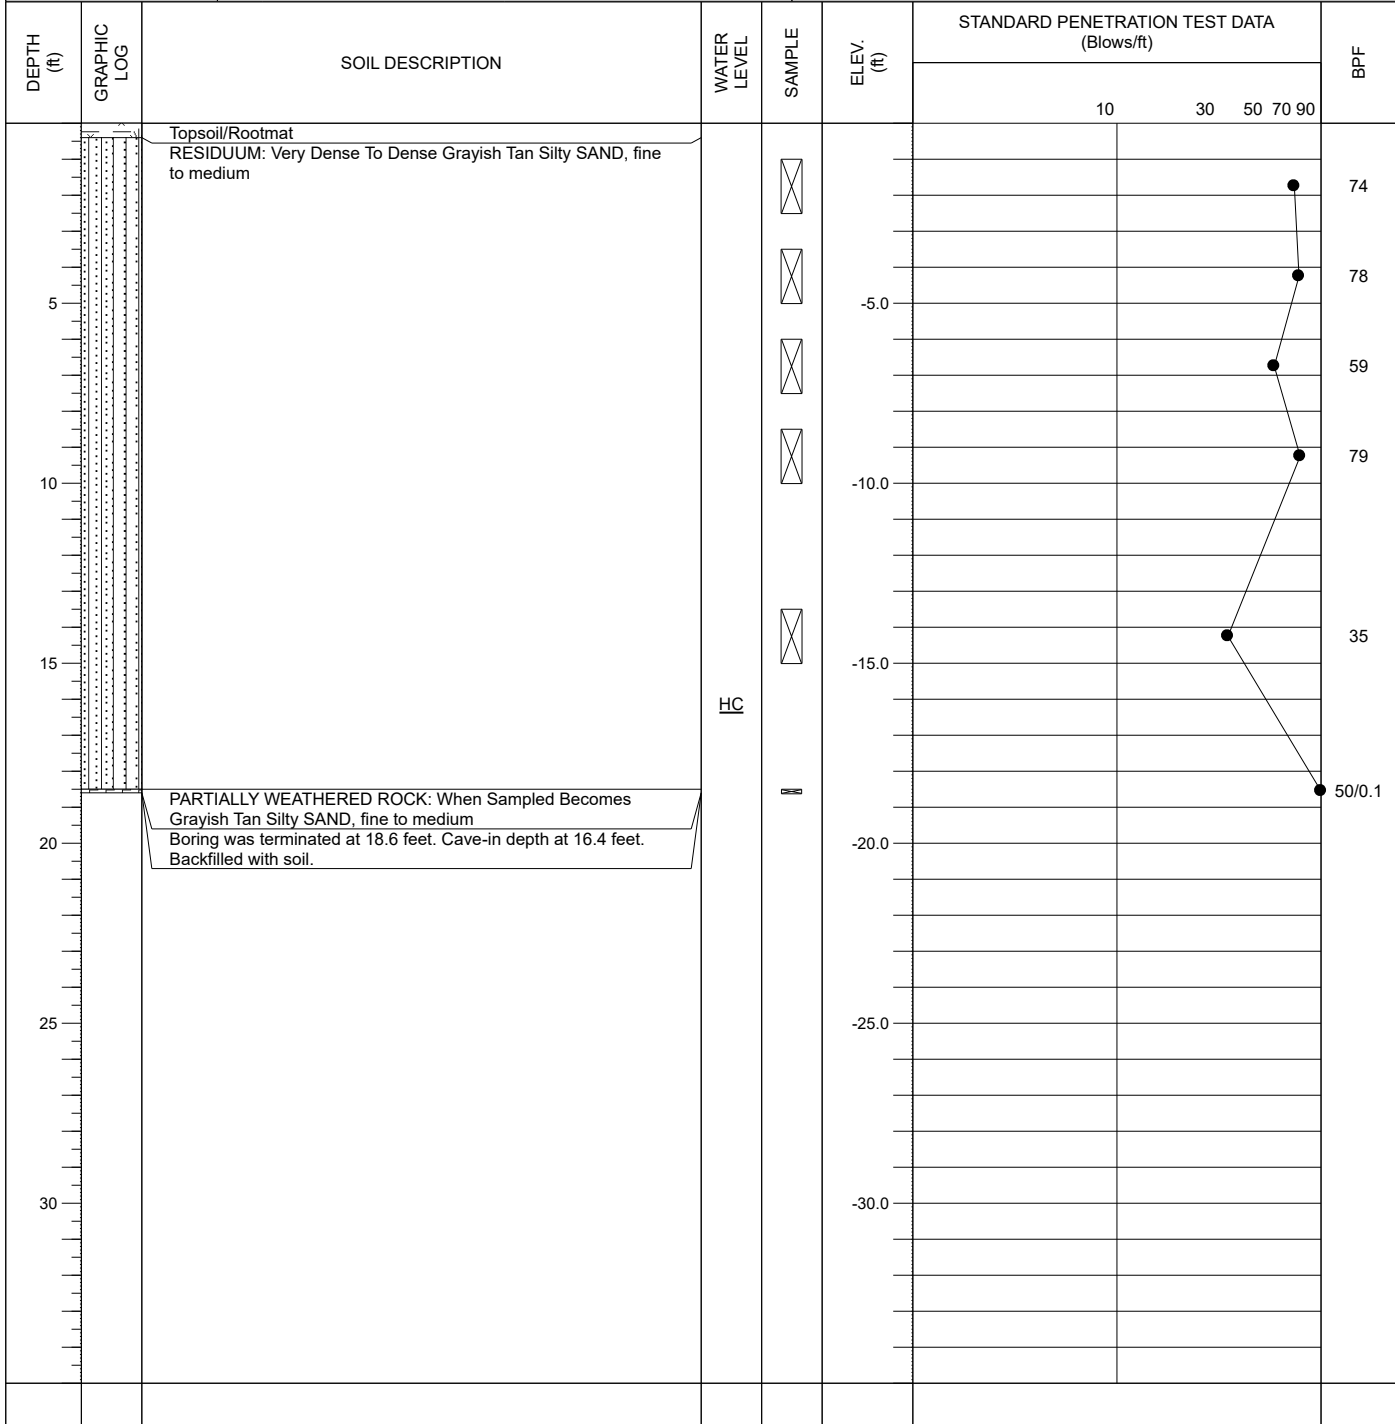 DEPTH
(ft)
GRAPHIC
LOG
SOIL DESCRIPTION
WATER
LEVEL
SAMPLE
ELEV.
(ft)
STANDARD PENETRATION TEST DATA
(Blows/ft)
BPF
10 30 50 70 90
Topsoil/Rootmat
RESIDUUM: Very Dense To Dense Grayish Tan Silty SAND, fine
to medium
74
78
5 -5.0
59
79
10 -10.0
35
15 -15.0
HC
PARTIALLY WEATHERED ROCK: When Sampled Becomes
Grayish Tan Silty SAND, fine to medium
50/0.1
Boring was terminated at 18.6 feet. Cave-in depth at 16.4 feet.
Backfilled with soil.
20 -20.0
25 -25.0
30 -30.0